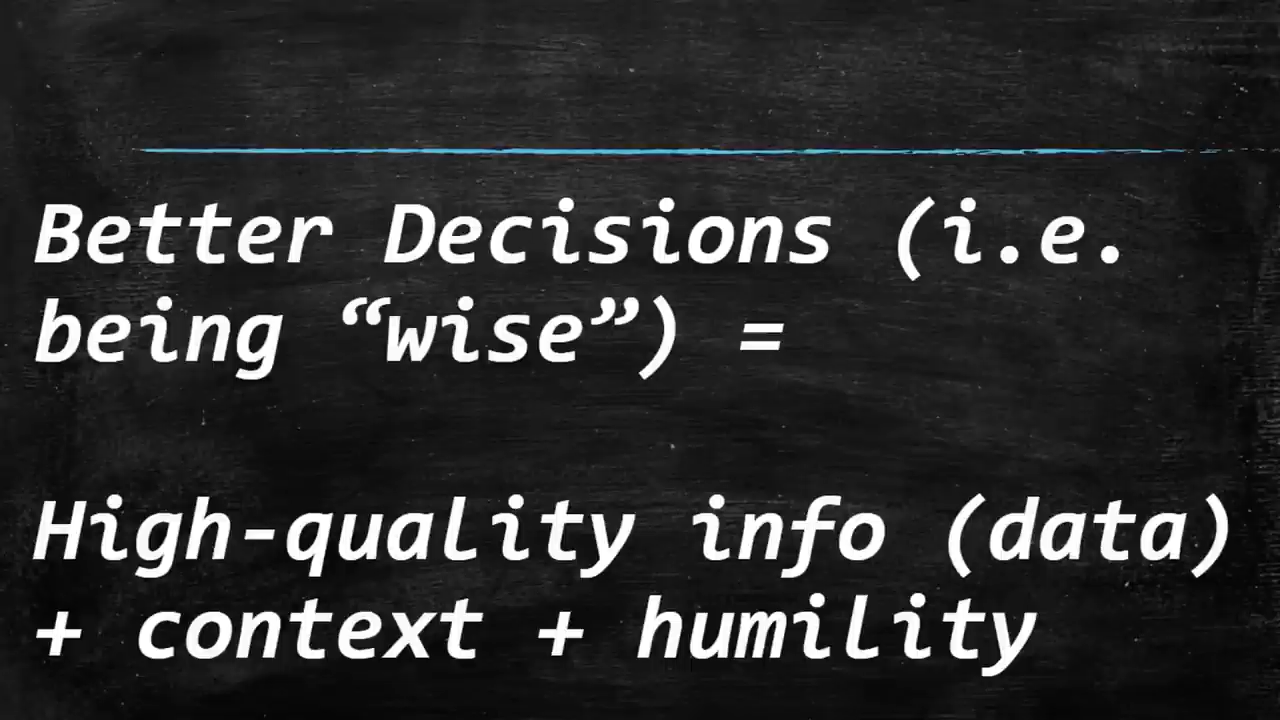 Better Decisions (i.e.
being “wise”) =
High-quality info (data)
+ context + humility